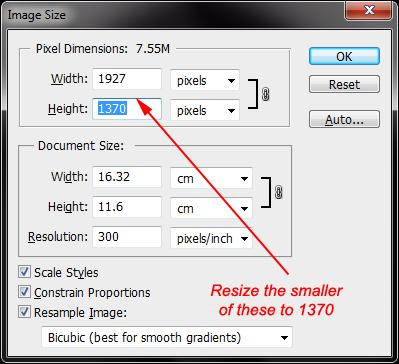 Image Size
Pixel Dimensions: 7.55M
Width: 1927 pixels
Height: 1370 pixels
OK
Reset
Auto...
Document Size:
Width: 16.32 cm
Height: 11.6 cm
Resolution: 300 pixels/inch
Scale Styles
Constrain Proportions
Resample Image:
Bicubic (best for smooth gradients)
Resize the smaller
of these to 1370